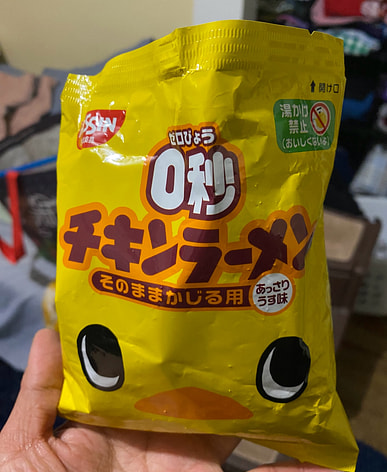 ↑開け口
NISSIN
湯かけ
禁止
(おいしくないよ)
ゼロびょう
0秒
チキンラーメン
そのままかじる用
あっさり
うす味